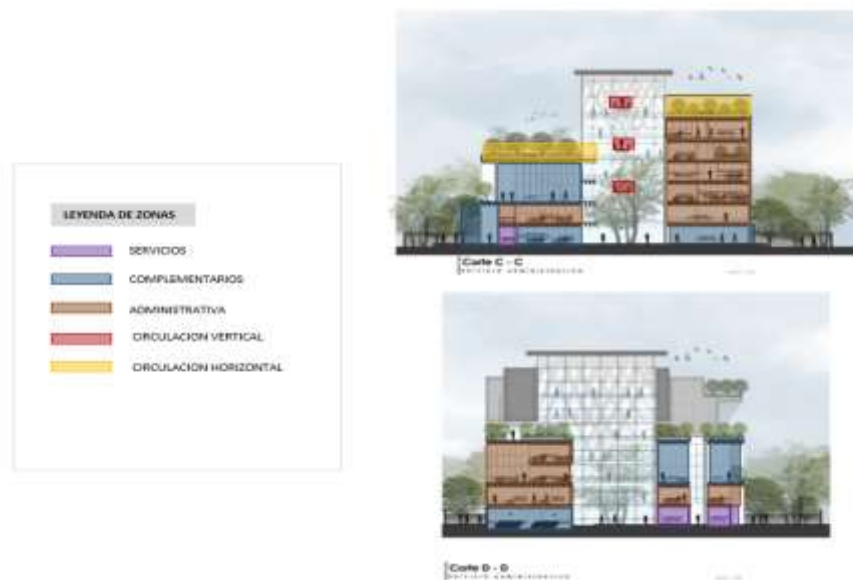 LEYENDA DE ZONAS
SERVICIOS
COMPLEMENTARIOS
ADMINISTRATIVA
CIRCULACION VERTICAL
CIRCULACION HORIZONTAL
Corte C - C
Corte D - D